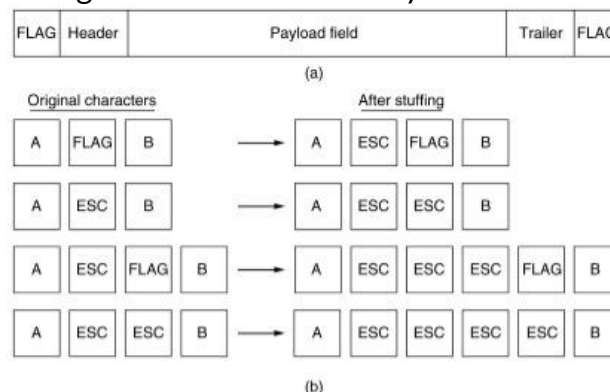 FLAG Header Payload field Trailer FLAG
(a)
Original characters After stuffing
A FLAG B A ESC FLAG B
A ESC B A ESC ESC B
A ESC FLAG B A ESC ESC ESC FLAG B
A ESC ESC B A ESC ESC ESC ESC B
(b)